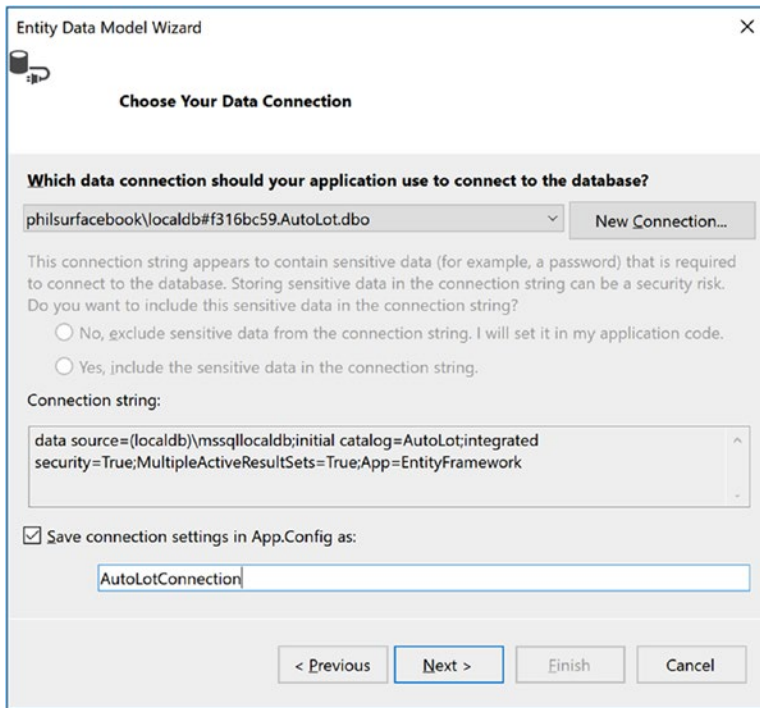 Entity Data Model Wizard
Choose Your Data Connection
Which data connection should your application use to connect to the database?
philsurfacebook\localdb#f316bc59.AutoLot.dbo
New Connection...
This connection string appears to contain sensitive data (for example, a password) that is required
to connect to the database. Storing sensitive data in the connection string can be a security risk.
Do you want to include this sensitive data in the connection string?
No, exclude sensitive data from the connection string. I will set it in my application code.
Yes, include the sensitive data in the connection string.
Connection string:
data source=(localdb)\mssqllocaldb;initial catalog=AutoLot;integrated
security=True;MultipleActiveResultSets=True;App=EntityFramework
Save connection settings in App.Config as:
AutoLotConnection
< Previous
Next >
Finish
Cancel